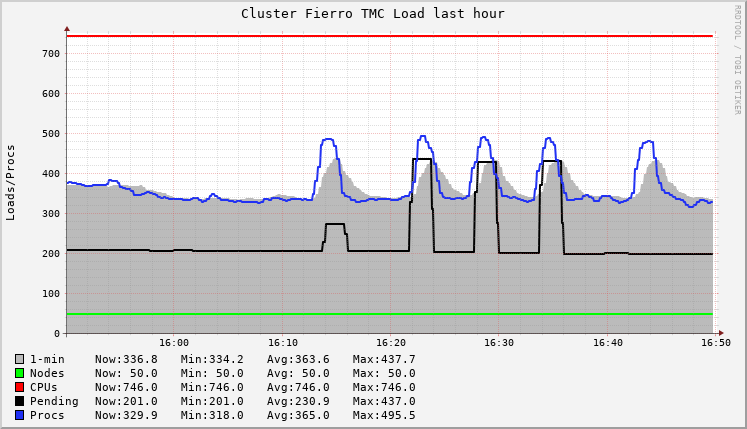 Cluster Fierro TMC Load last hour
RRDTOOL / TOBI OETIKER
Loads/Procs
700
600
500
400
300
200
100
0
16:00 16:10 16:20 16:30 16:40 16:50
1-min Now:336.8 Min:334.2 Avg:363.6 Max:437.7
Nodes Now: 50.0 Min: 50.0 Avg: 50.0 Max: 50.0
CPUs Now:746.0 Min:746.0 Avg:746.0 Max:746.0
Pending Now:201.0 Min:201.0 Avg:230.9 Max:437.0
Procs Now:329.9 Min:318.0 Avg:365.0 Max:495.5